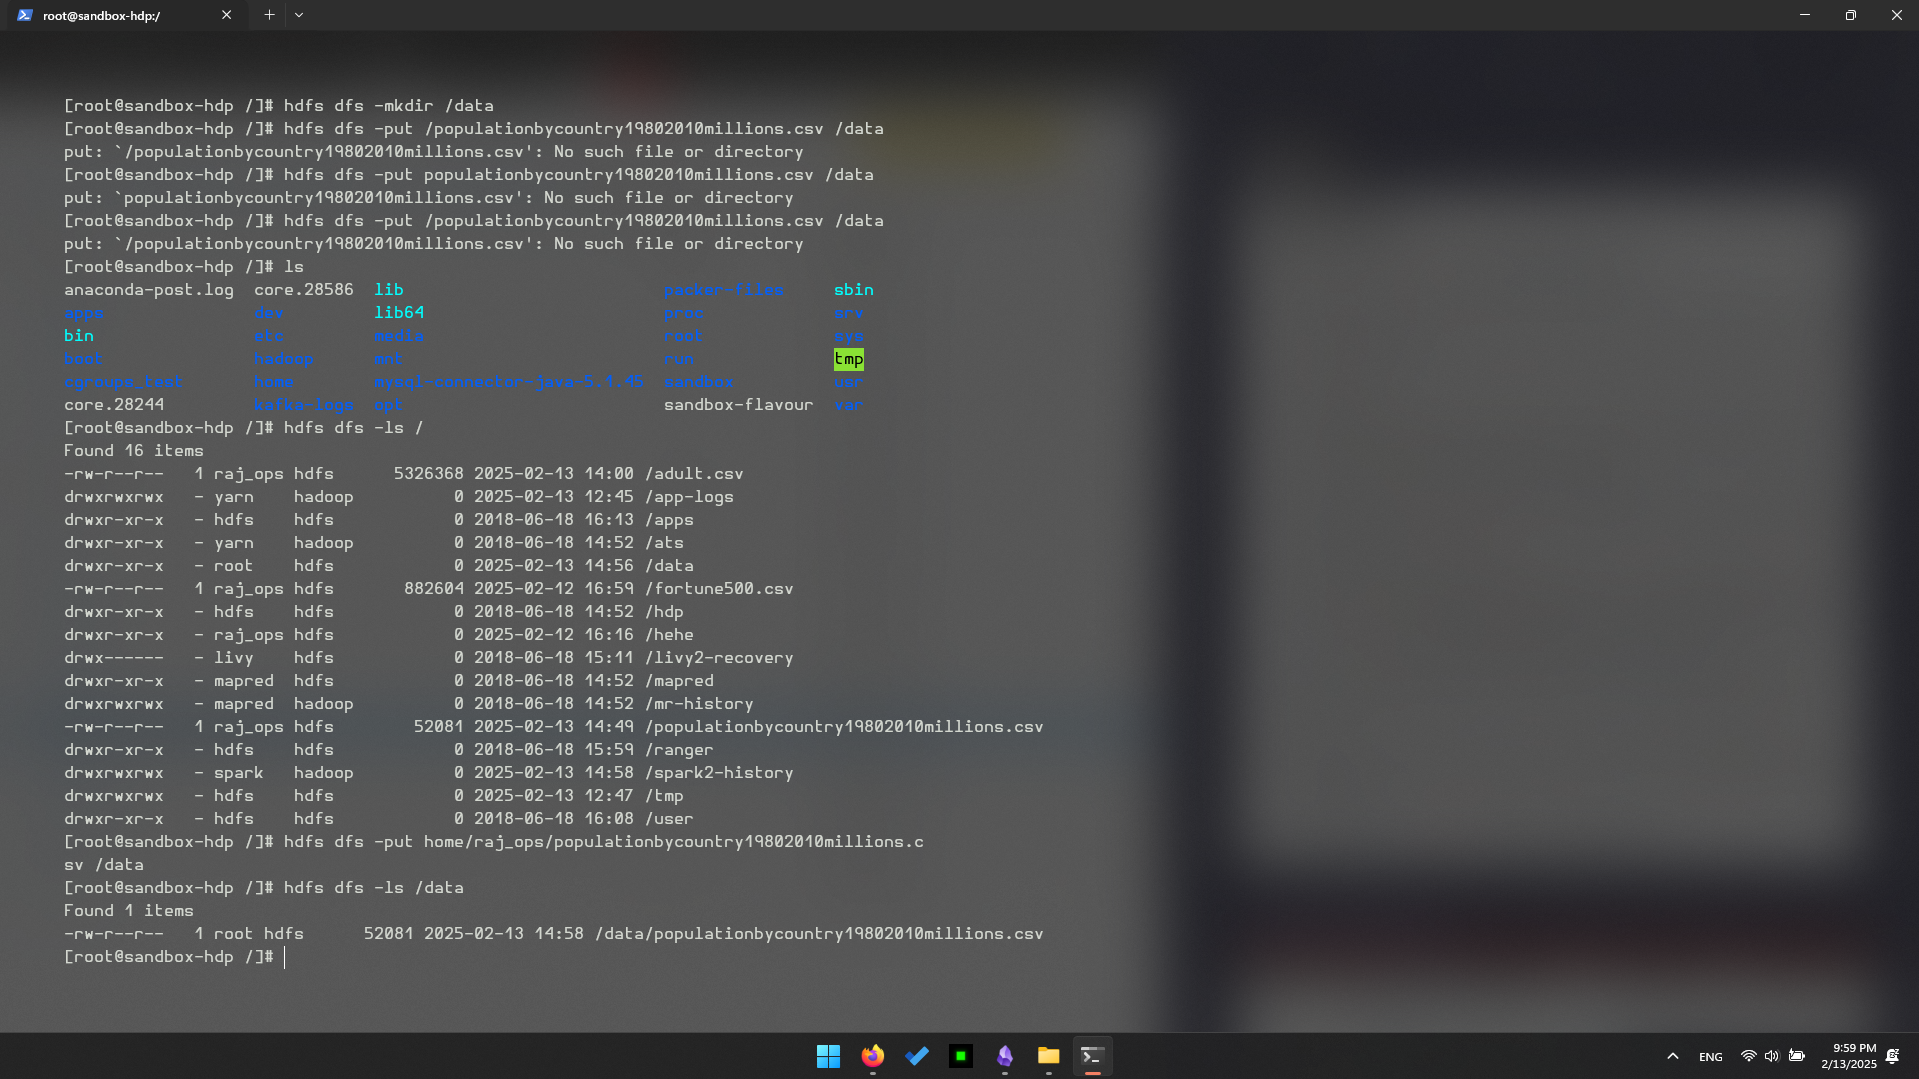 root@sandbox-hdp:/
[root@sandbox-hdp /]# hdfs dfs -mkdir /data
[root@sandbox-hdp /]# hdfs dfs -put /populationbycountry19802010millions.csv /data
put: `/populationbycountry19802010millions.csv': No such file or directory
[root@sandbox-hdp /]# hdfs dfs -put populationbycountry19802010millions.csv /data
put: `populationbycountry19802010millions.csv': No such file or directory
[root@sandbox-hdp /]# hdfs dfs -put /populationbycountry19802010millions.csv /data
put: `/populationbycountry19802010millions.csv': No such file or directory
[root@sandbox-hdp /]# ls
anaconda-post.log core.28586 lib packer-files sbin
apps dev lib64 proc srv
bin etc media root sys
boot hadoop mnt run tmp
cgroups_test home mysql-connector-java-5.1.45 sandbox usr
core.28244 kafka-logs opt sandbox-flavour var
[root@sandbox-hdp /]# hdfs dfs -ls /
Found 16 items
-rw-r--r-- 1 raj_ops hdfs 5326368 2025-02-13 14:00 /adult.csv
drwxrwxrwx - yarn hadoop 0 2025-02-13 12:45 /app-logs
drwxr-xr-x - hdfs hdfs 0 2018-06-18 16:13 /apps
drwxr-xr-x - yarn hadoop 0 2018-06-18 14:52 /ats
drwxr-xr-x - root hdfs 0 2025-02-13 14:56 /data
-rw-r--r-- 1 raj_ops hdfs 882604 2025-02-12 16:59 /fortune500.csv
drwxr-xr-x - hdfs hdfs 0 2018-06-18 14:52 /hdp
drwxr-xr-x - raj_ops hdfs 0 2025-02-12 16:16 /hehe
drwx------ - livy hdfs 0 2018-06-18 15:11 /livy2-recovery
drwxr-xr-x - mapred hdfs 0 2018-06-18 14:52 /mapred
drwxrwxrwx - mapred hadoop 0 2018-06-18 14:52 /mr-history
-rw-r--r-- 1 raj_ops hdfs 52081 2025-02-13 14:49 /populationbycountry19802010millions.csv
drwxr-xr-x - hdfs hdfs 0 2018-06-18 15:59 /ranger
drwxrwxrwx - spark hadoop 0 2025-02-13 14:58 /spark2-history
drwxrwxrwx - hdfs hdfs 0 2025-02-13 12:47 /tmp
drwxr-xr-x - hdfs hdfs 0 2018-06-18 16:08 /user
[root@sandbox-hdp /]# hdfs dfs -put home/raj_ops/populationbycountry19802010millions.c
sv /data
[root@sandbox-hdp /]# hdfs dfs -ls /data
Found 1 items
-rw-r--r-- 1 root hdfs 52081 2025-02-13 14:58 /data/populationbycountry19802010millions.csv
[root@sandbox-hdp /]#
ENG
9:59 PM
2/13/2025